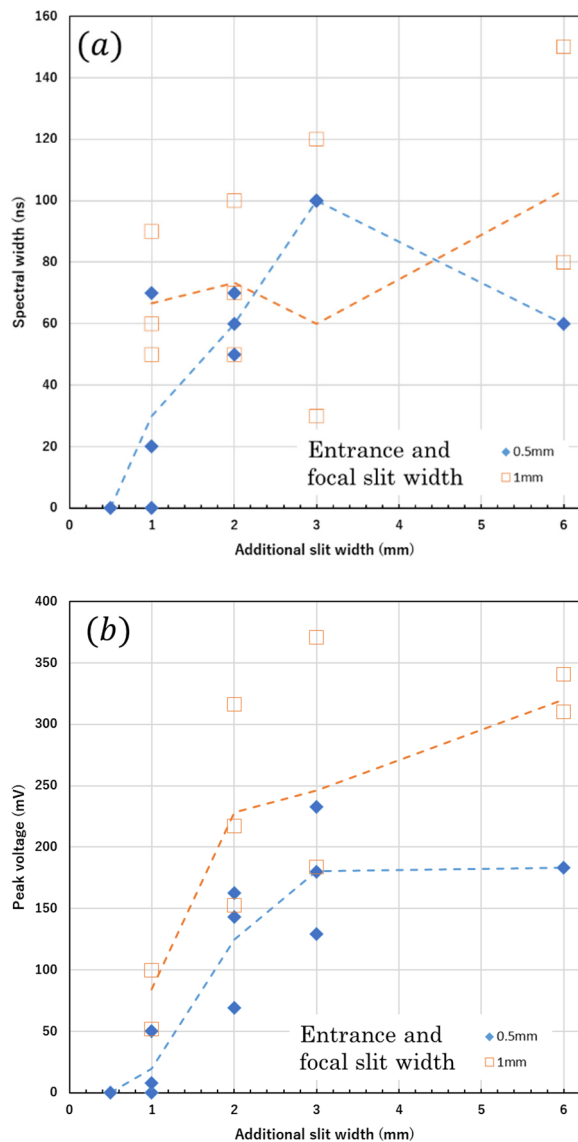 (a)
160
140
120
100
80
60
40
20
0
Spectral width (ns)
0 1 2 3 4 5 6
Additional slit width (mm)
Entrance and
focal slit width
0.5mm
1mm
(b)
400
350
300
250
200
150
100
50
0
Peak voltage (mV)
0 1 2 3 4 5 6
Additional slit width (mm)
Entrance and
focal slit width
0.5mm
1mm